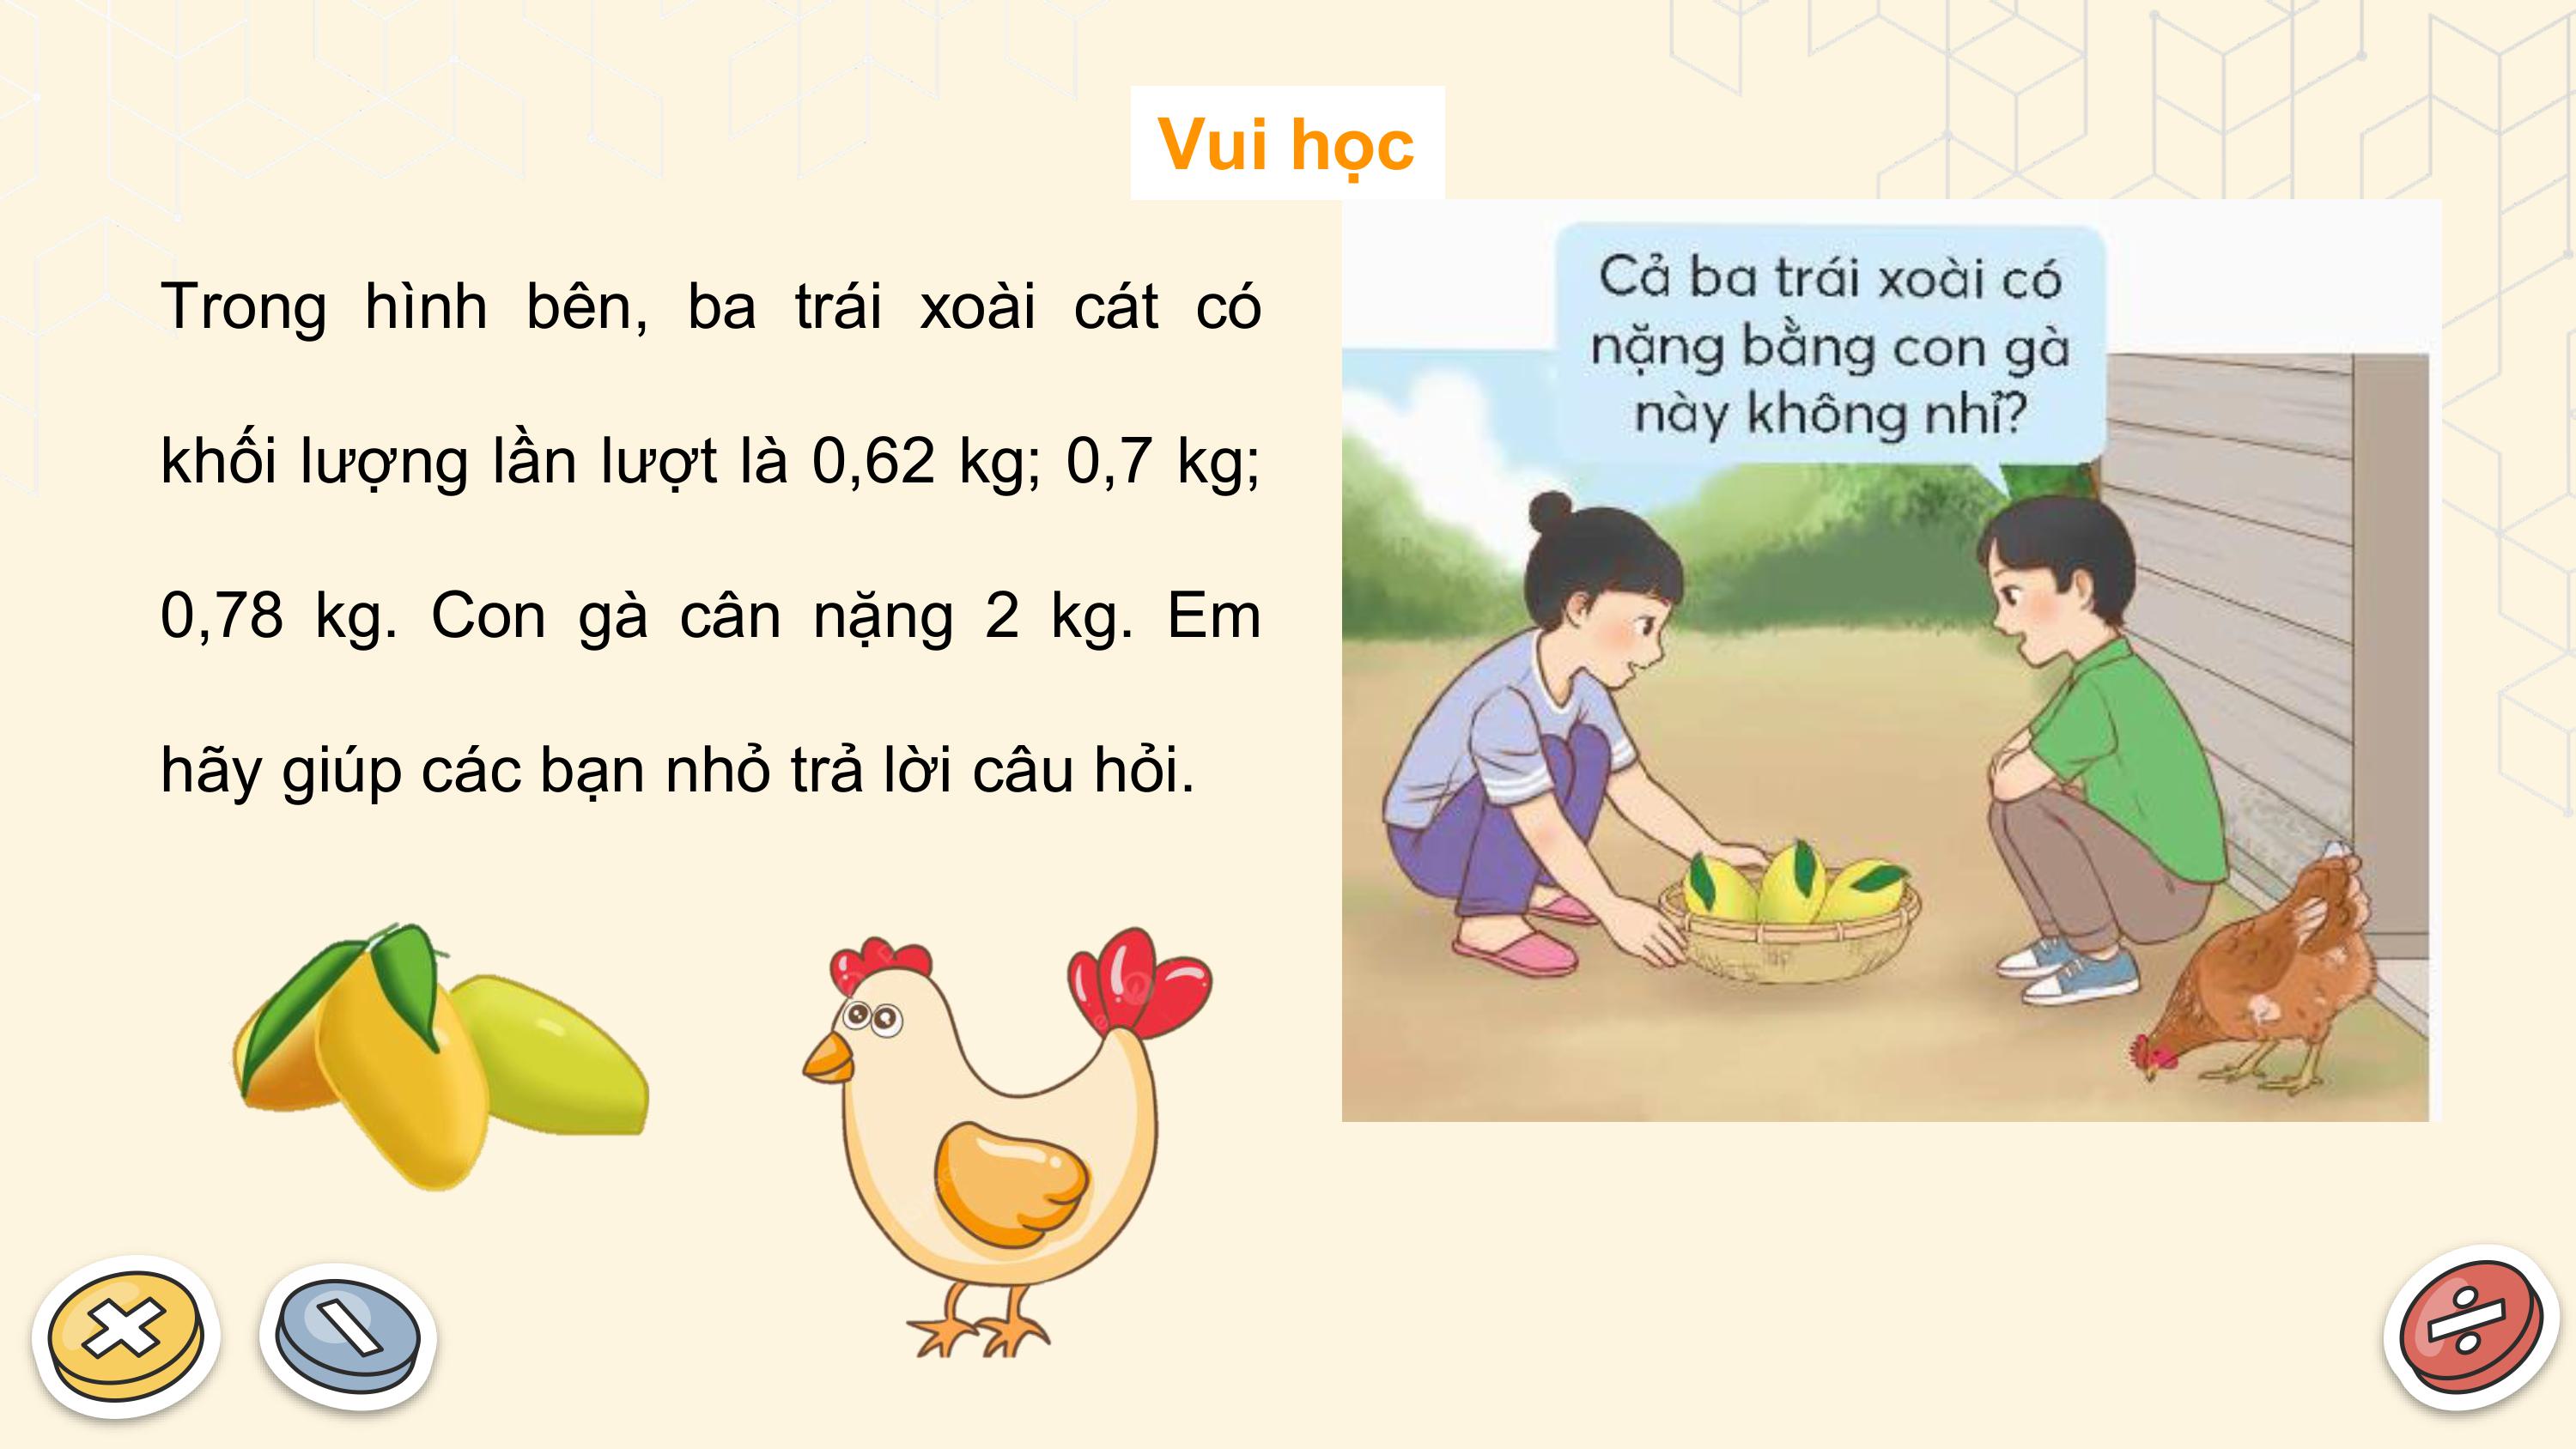 Vui học
Trong hình bên, ba trái xoài cát có
khối lượng lần lượt là 0,62 kg; 0,7 kg;
0,78 kg. Con gà cân nặng 2 kg. Em
hãy giúp các bạn nhỏ trả lời câu hỏi.
Cả ba trái xoài có
nặng bằng con gà
này không nhỉ?